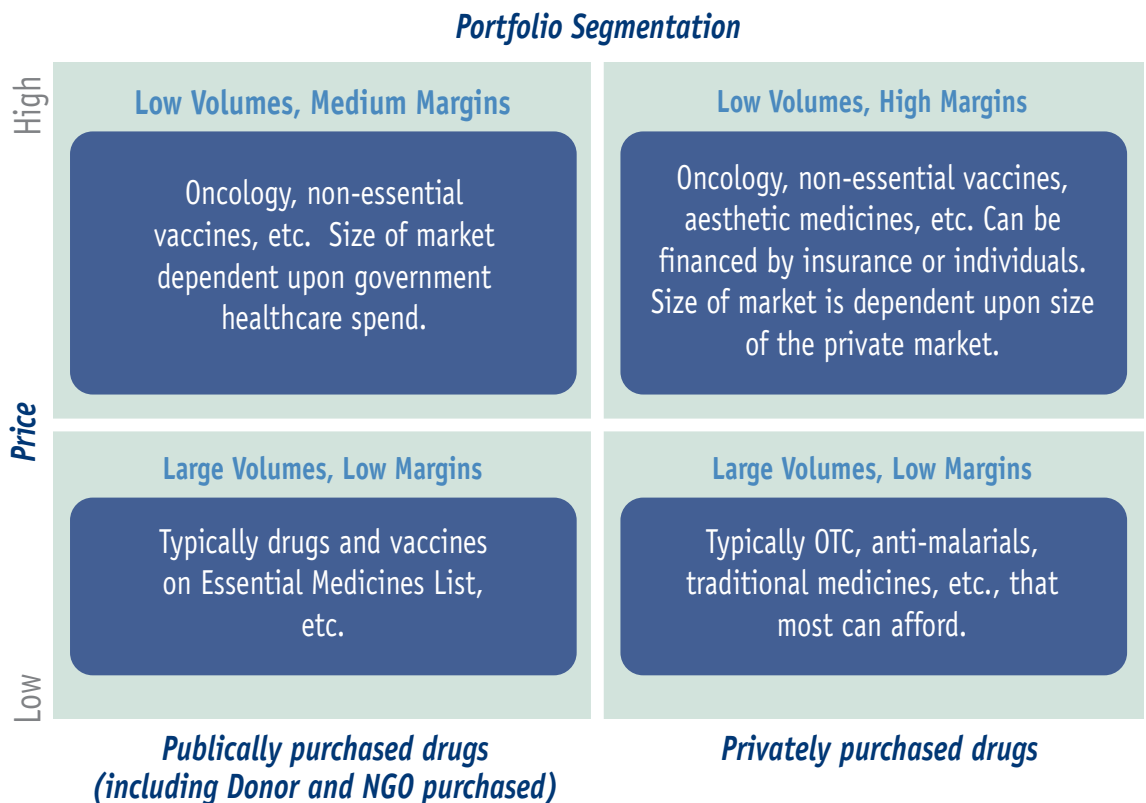 Portfolio Segmentation
High
Low Volumes, Medium Margins
Oncology, non-essential
vaccines, etc.  Size of market
dependent upon government
healthcare spend.
Low Volumes, High Margins
Oncology, non-essential vaccines,
aesthetic medicines, etc. Can be
financed by insurance or individuals.
Size of market is dependent upon size
of the private market.
Price
Large Volumes, Low Margins
Typically drugs and vaccines
on Essential Medicines List,
etc.
Large Volumes, Low Margins
Typically OTC, anti-malarials,
traditional medicines, etc., that
most can afford.
Low
Publically purchased drugs
(including Donor and NGO purchased)
Privately purchased drugs